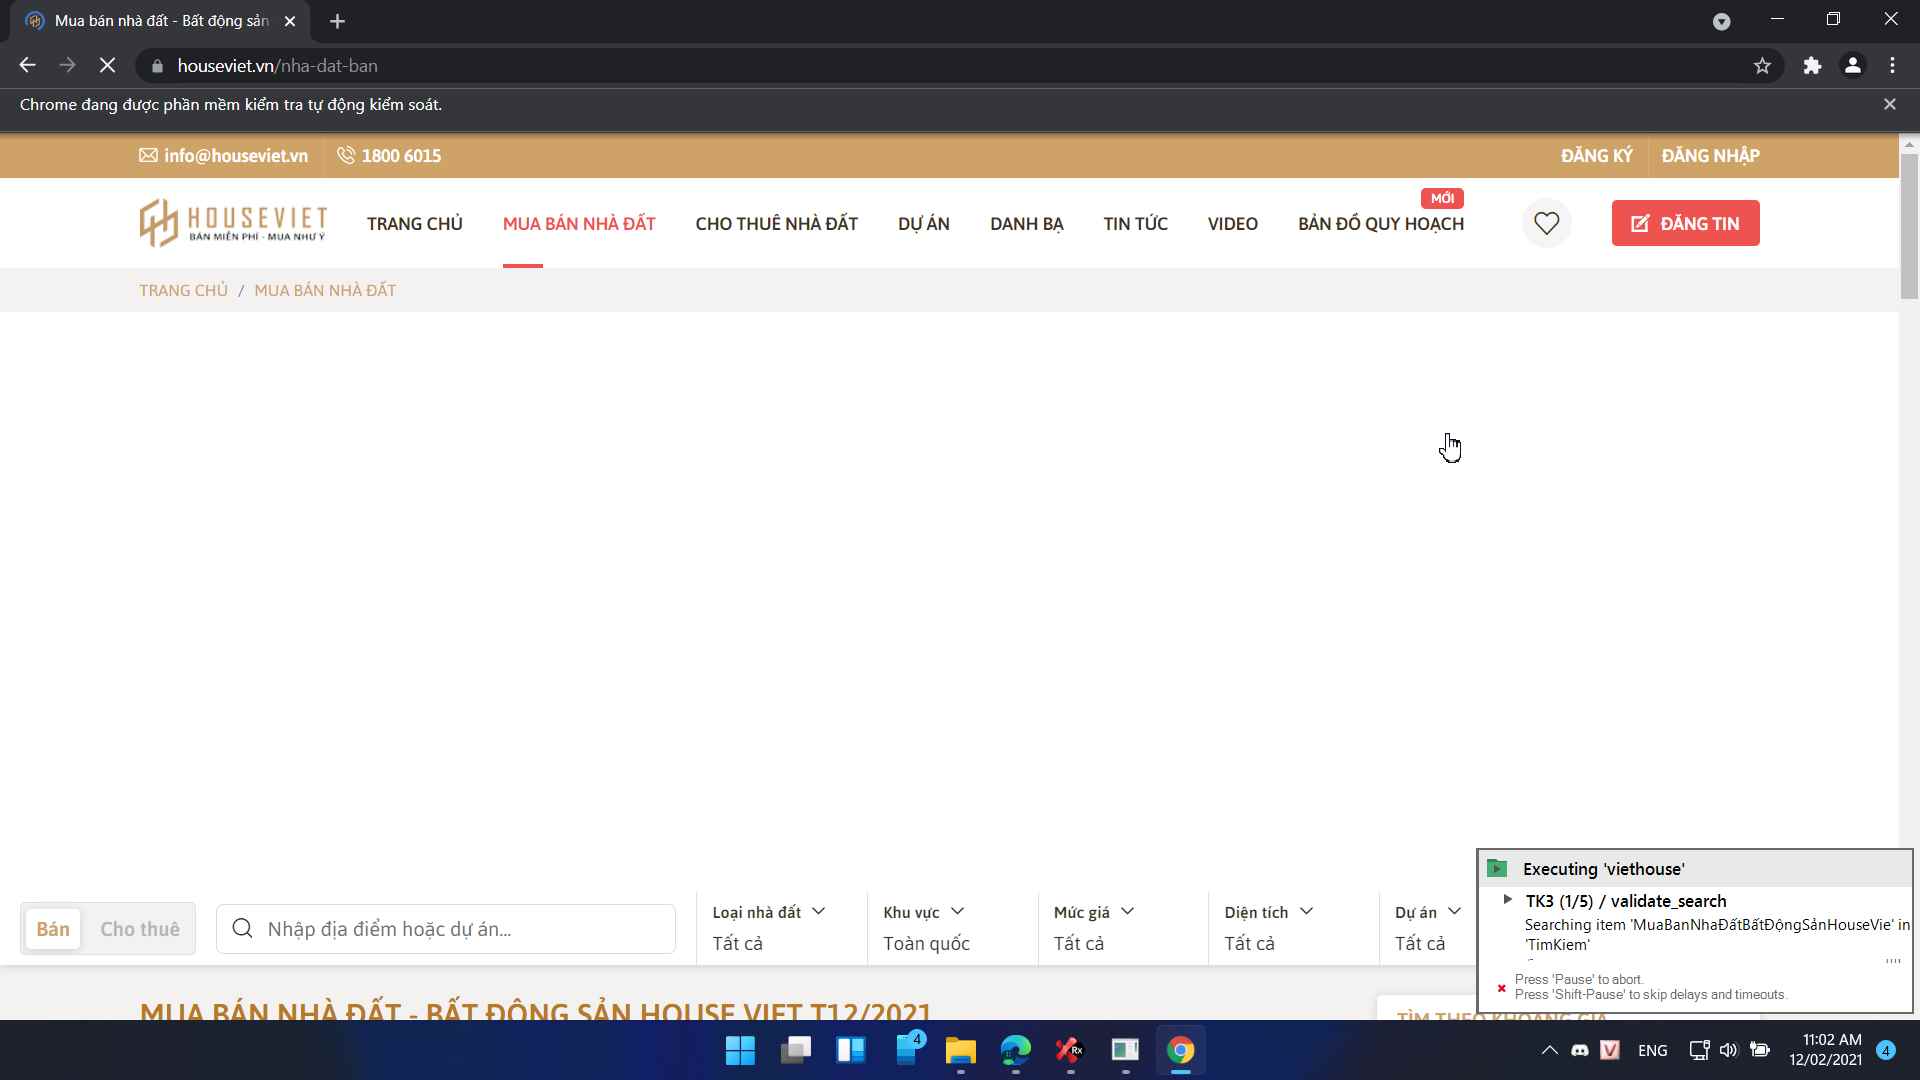 Mua bán nhà đất - Bất động sản
houseviet.vn/nha-dat-ban
Chrome đang được phần mềm kiểm tra tự động kiểm soát.
info@houseviet.vn
1800 6015
ĐĂNG KÝ
ĐĂNG NHẬP
HOUSEVIET
BÁN MIỄN PHÍ - MUA NHƯ Ý
TRANG CHỦ
MUA BÁN NHÀ ĐẤT
CHO THUÊ NHÀ ĐẤT
DỰ ÁN
DANH BẠ
TIN TỨC
VIDEO
MỚI
BẢN ĐỒ QUY HOẠCH
ĐĂNG TIN
TRANG CHỦ / MUA BÁN NHÀ ĐẤT
Bán
Cho thuê
Nhập địa điểm hoặc dự án...
Loại nhà đất
Tất cả
Khu vực
Toàn quốc
Mức giá
Tất cả
Diện tích
Tất cả
Dự án
Tất cả
MUA BÁN NHÀ ĐẤT - BẤT ĐỘNG SẢN HOUSE VIET T12/2021
TÌM THEO KHOẢNG GIÁ
Executing 'viethouse'
TK3 (1/5) / validate_search
Searching item 'MuaBanNhaĐấtBấtĐộngSảnHouseVie' in
'TimKiem'
Press 'Pause' to abort.
Press 'Shift-Pause' to skip delays and timeouts.
4
Rx
V
ENG
11:02 AM
12/02/2021
4